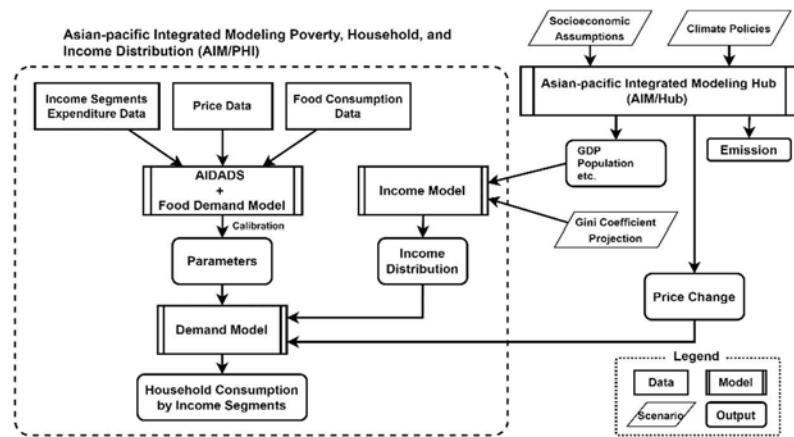 Asian-pacific Integrated Modeling Poverty, Household, and
Income Distribution (AIM/PHI)
Socioeconomic
Assumptions
Climate Policies
Asian-pacific Integrated Modeling Hub
(AIM/Hub)
Income Segments
Expenditure Data
Price Data
Food Consumption
Data
GDP
Population
etc.
Emission
AIDADS
+
Food Demand Model
Income Model
Calibration
Gini Coefficient
Projection
Parameters
Income
Distribution
Price Change
Demand Model
Household Consumption
by Income Segments
Legend
Data
Model
Scenario
Output